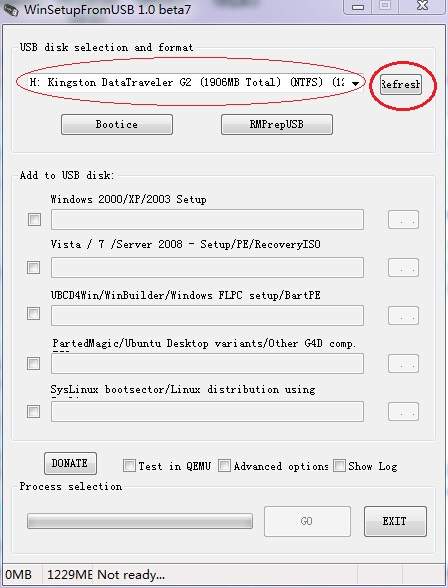 WinSetupFromUSB 1.0 beta7
USB disk selection and format
H: Kingston DataTraveler G2 (1906MB Total) (NTFS) (12
Refresh
Bootice
RMPrepUSB
Add to USB disk:
Windows 2000/XP/2003 Setup
. .
Vista / 7 /Server 2008 - Setup/PE/RecoveryISO
. .
UBCD4Win/WinBuilder/Windows FLPC setup/BartPE
. .
PartedMagic/Ubuntu Desktop variants/Other G4D comp.
. .
SysLinux bootsector/Linux distribution using
. .
DONATE
Test in QEMU
Advanced options
Show Log
Process selection
GO
EXIT
0MB
1229MB
Not ready...